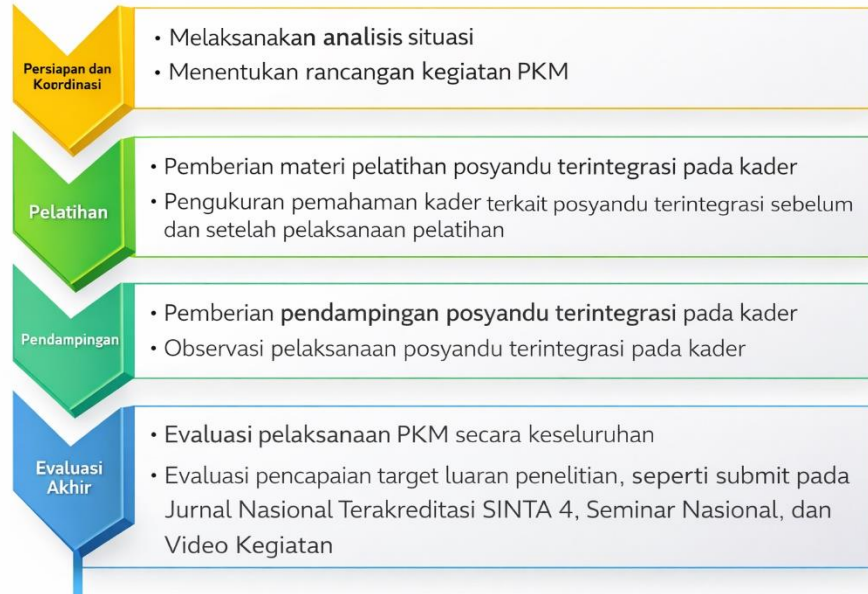 Persiapan dan
Koordinasi
• Melaksanakan analisis situasi
• Menentukan rancangan kegiatan PKM
Pelatihan
• Pemberian materi pelatihan posyandu terintegrasi pada kader
• Pengukuran pemahaman kader terkait posyandu terintegrasi sebelum
dan setelah pelaksanaan pelatihan
Pendampingan
• Pemberian pendampingan posyandu terintegrasi pada kader
• Observasi pelaksanaan posyandu terintegrasi pada kader
Evaluasi
Akhir
• Evaluasi pelaksanaan PKM secara keseluruhan
• Evaluasi pencapaian target luaran penelitian, seperti submit pada
Jurnal Nasional Terakreditasi SINTA 4, Seminar Nasional, dan
Video Kegiatan